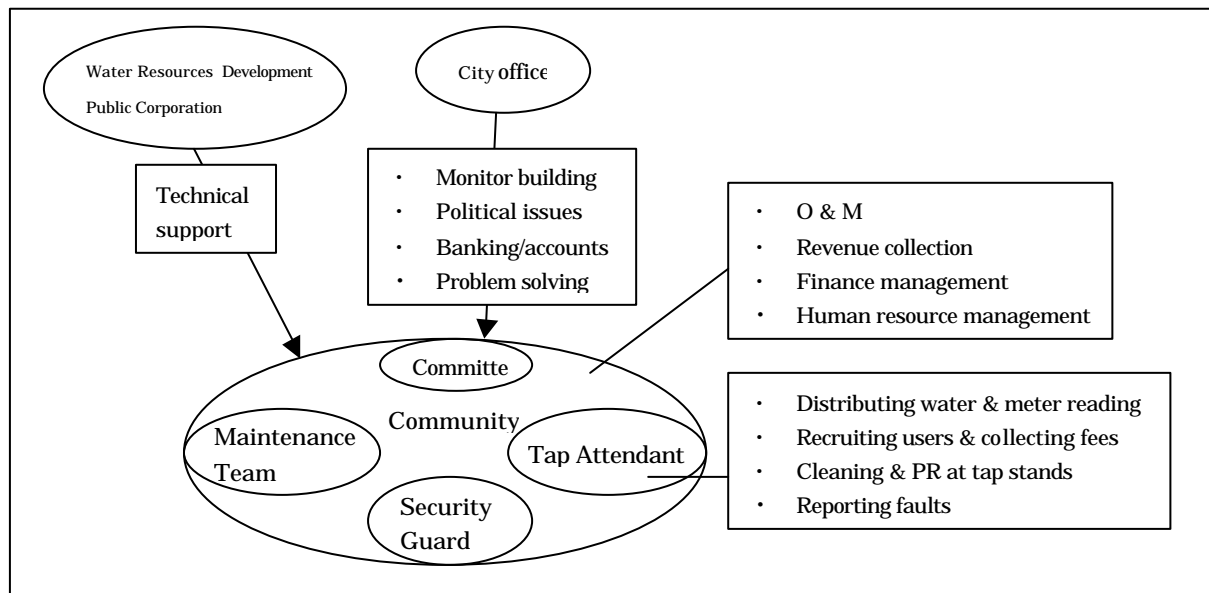 Water Resources Development
Public Corporation
City office
Technical
support
・ Monitor building
・ Political issues
・ Banking/accounts
・ Problem solving
・ O & M
・ Revenue collection
・ Finance management
・ Human resource management
Committe
Community
Maintenance
Team
Tap Attendant
Security
Guard
・ Distributing water & meter reading
・ Recruiting users & collecting fees
・ Cleaning & PR at tap stands
・ Reporting faults